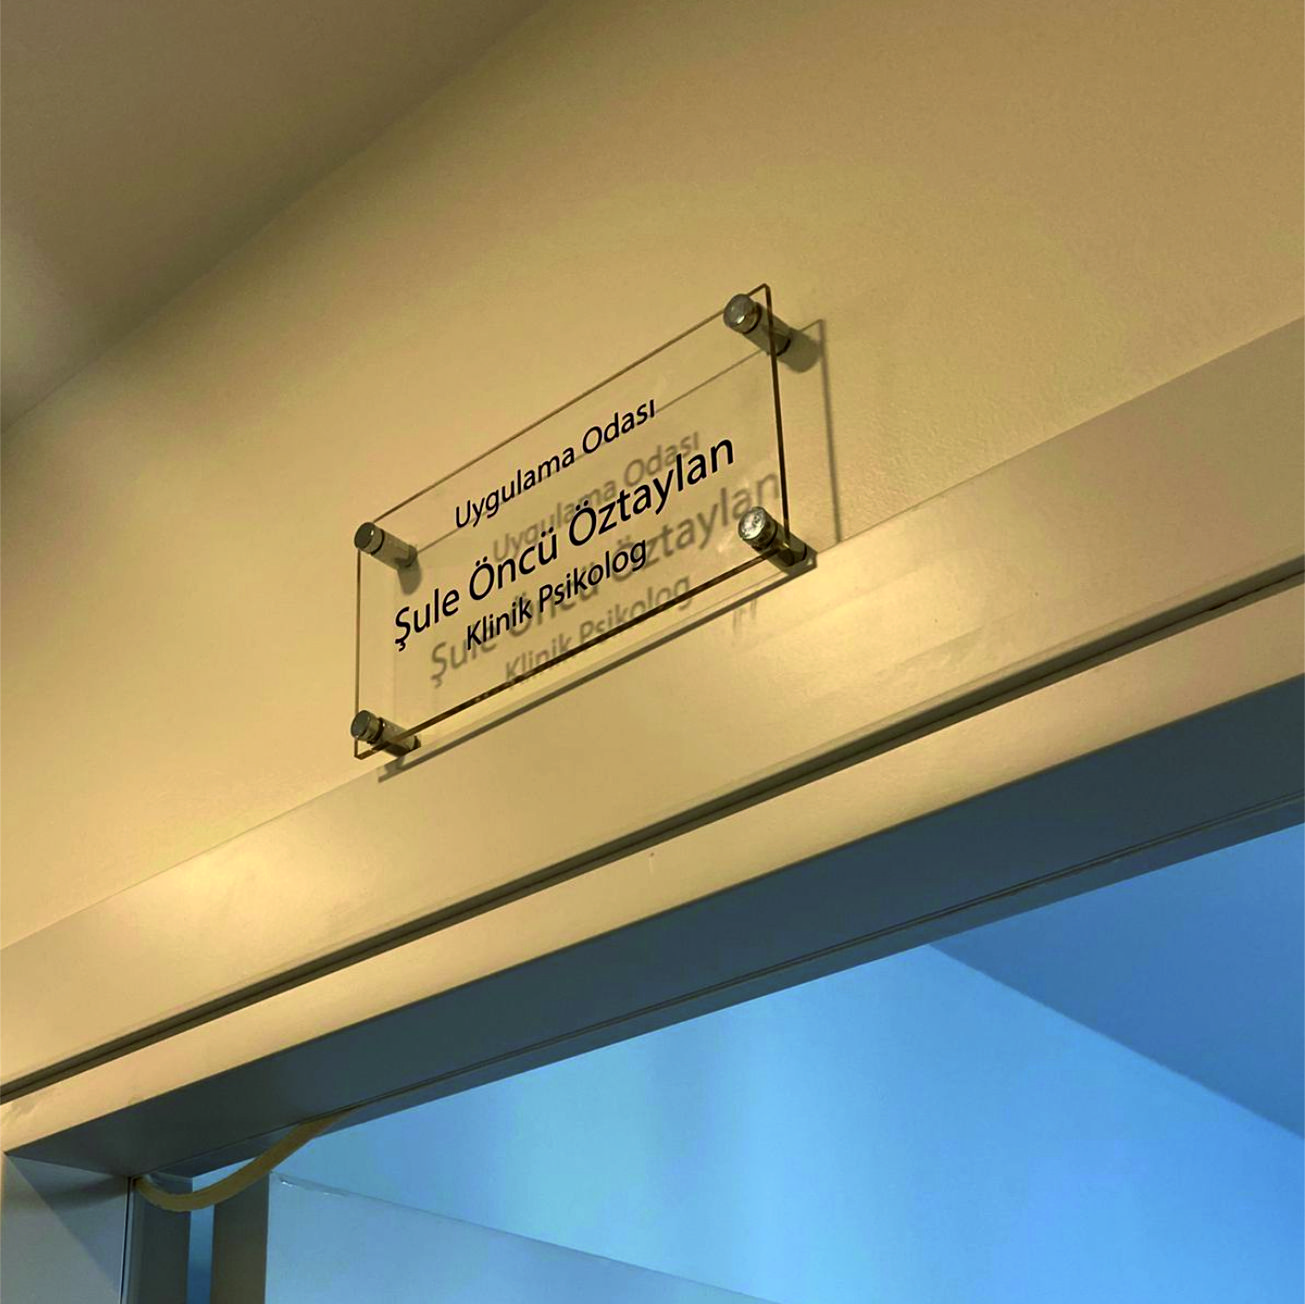 Uygulama Odası
Şule Öncü Öztaylan
Klinik Psikolog